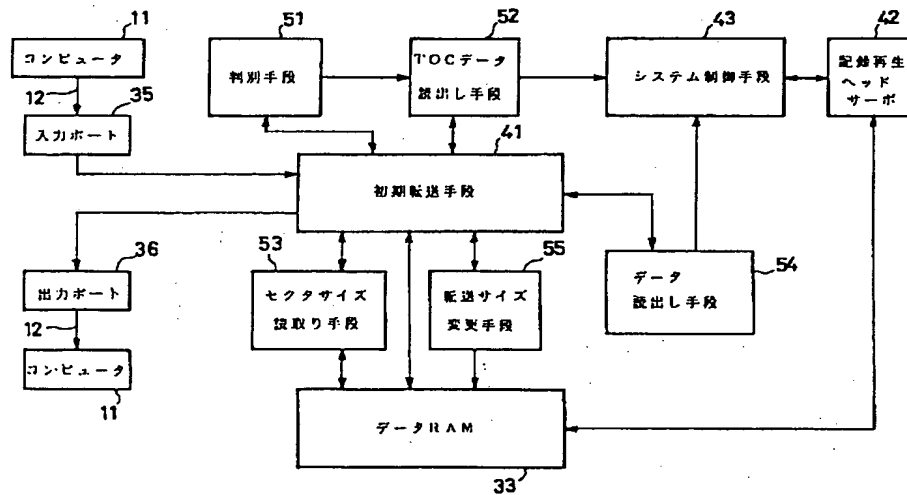 11
51
52
43
42
コンピュータ
判別手段
TOCデータ
読出し手段
システム制御手段
記録再生
ヘッド
サーボ
12
35
入力ポート
41
初期転送手段
36
53
55
出力ポート
セクタサイズ
読取り手段
転送サイズ
変更手段
データ
読出し手段
54
12
コンピュータ
11
データRAM
33